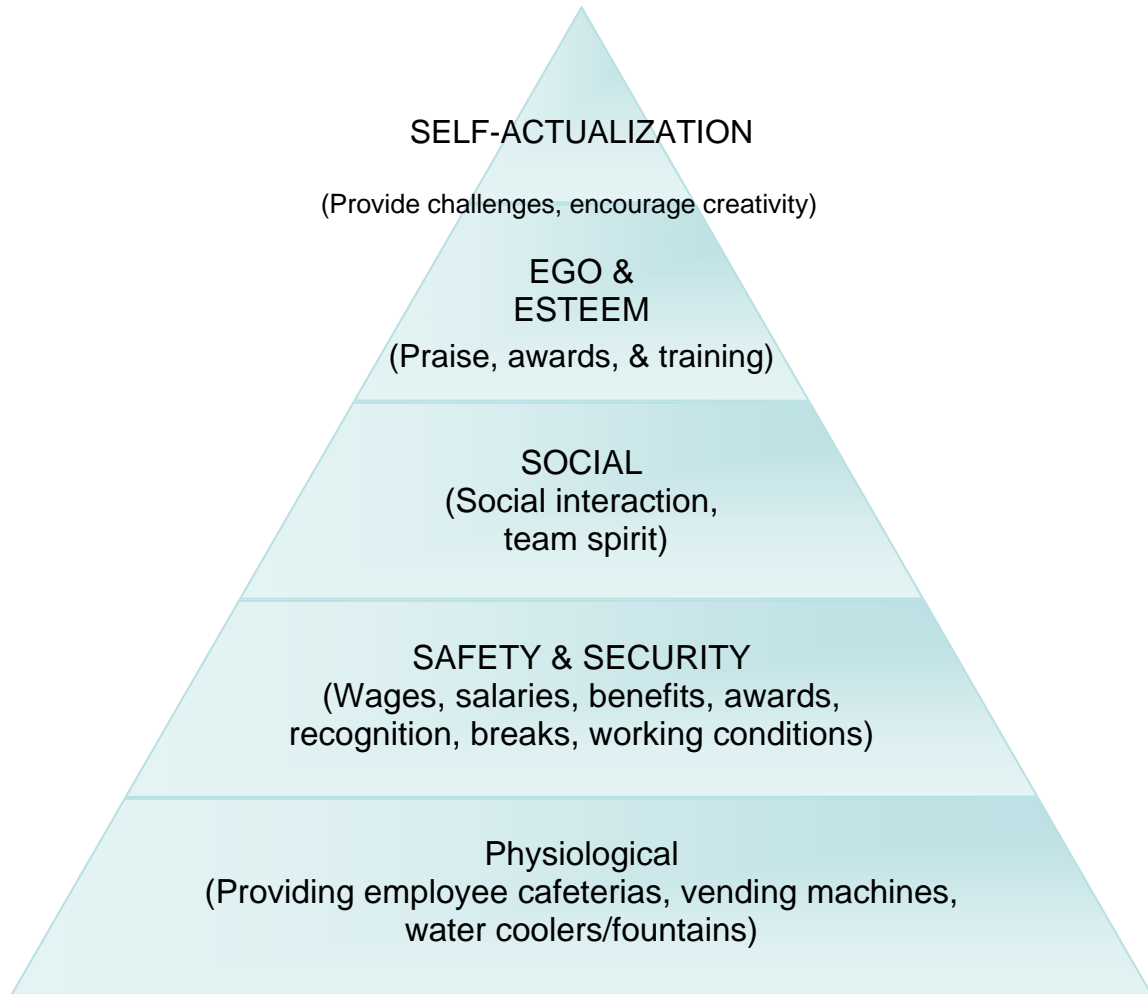 SELF-ACTUALIZATION
(Provide challenges, encourage creativity)
EGO &
ESTEEM
(Praise, awards, & training)
SOCIAL
(Social interaction,
team spirit)
SAFETY & SECURITY
(Wages, salaries, benefits, awards,
recognition, breaks, working conditions)
Physiological
(Providing employee cafeterias, vending machines,
water coolers/fountains)